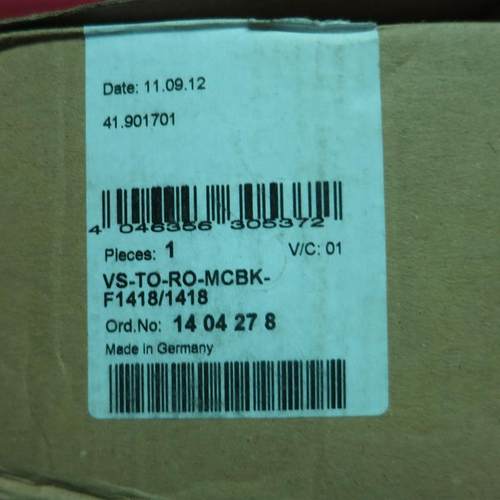 Date: 11.09.12
41.901701
4 046356 305372
Pieces: 1 V/C: 01
VS-TO-RO-MCBK-
F1418/1418
Ord.No: 14 04 27 8
Made in Germany